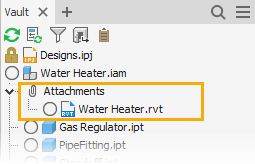 Vault
Designs.ipj
Water Heater.iam
Attachments
Water Heater.rvt
Gas Regulator.ipt
PipeFitting.ipt